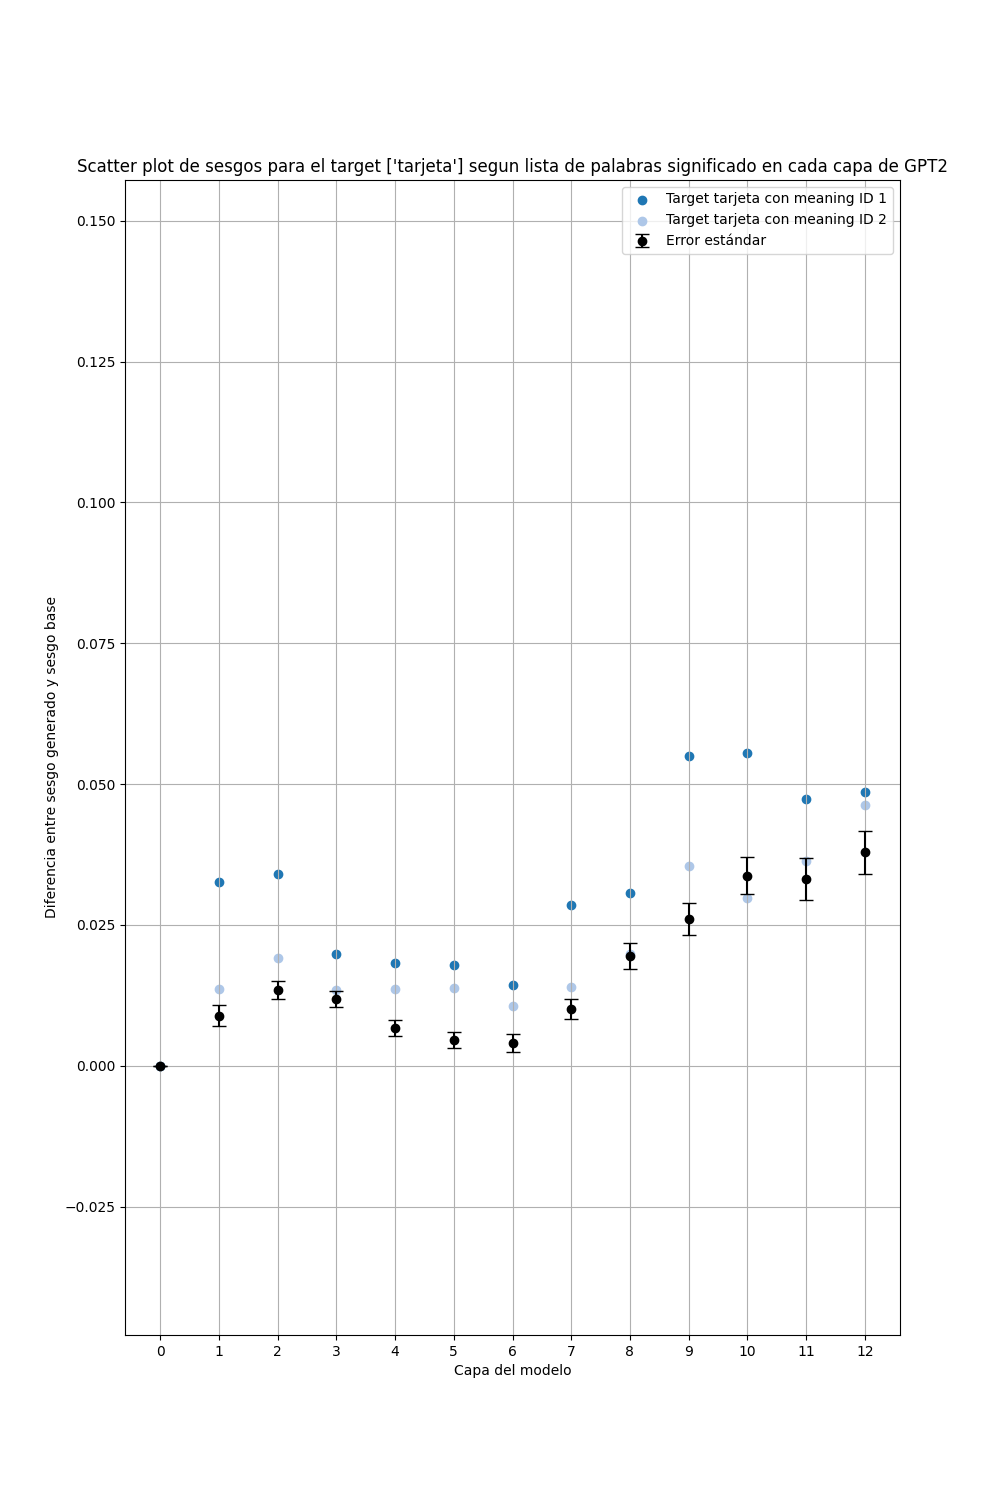 Scatter plot de sesgos para el target ['tarjeta'] segun lista de palabras significado en cada capa de GPT2
Target tarjeta con meaning ID 1
Target tarjeta con meaning ID 2
Error estándar
0.150
0.125
0.100
0.075
0.050
0.025
0.000
−0.025
Diferencia entre sesgo generado y sesgo base
0 1 2 3 4 5 6 7 8 9 10 11 12
Capa del modelo